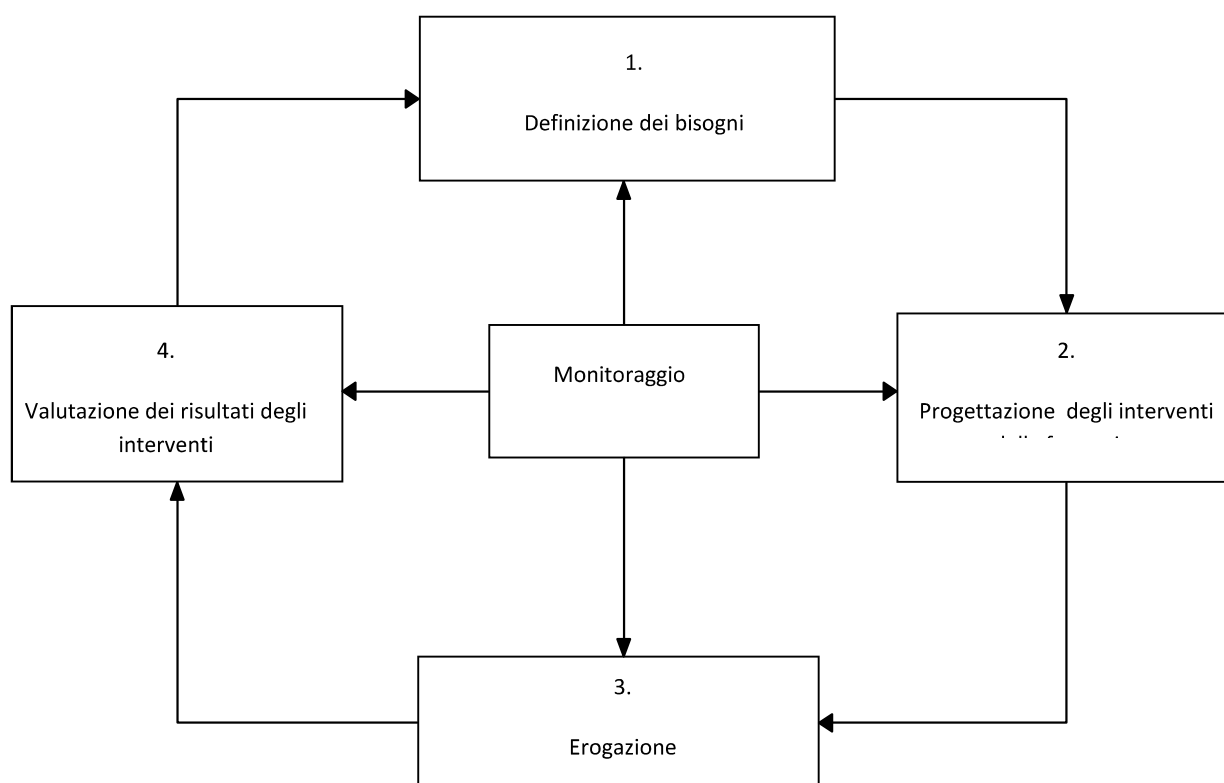 1.
Definizione dei bisogni
4.
Valutazione dei risultati degli
interventi
Monitoraggio
2.
Progettazione degli interventi
3.
Erogazione